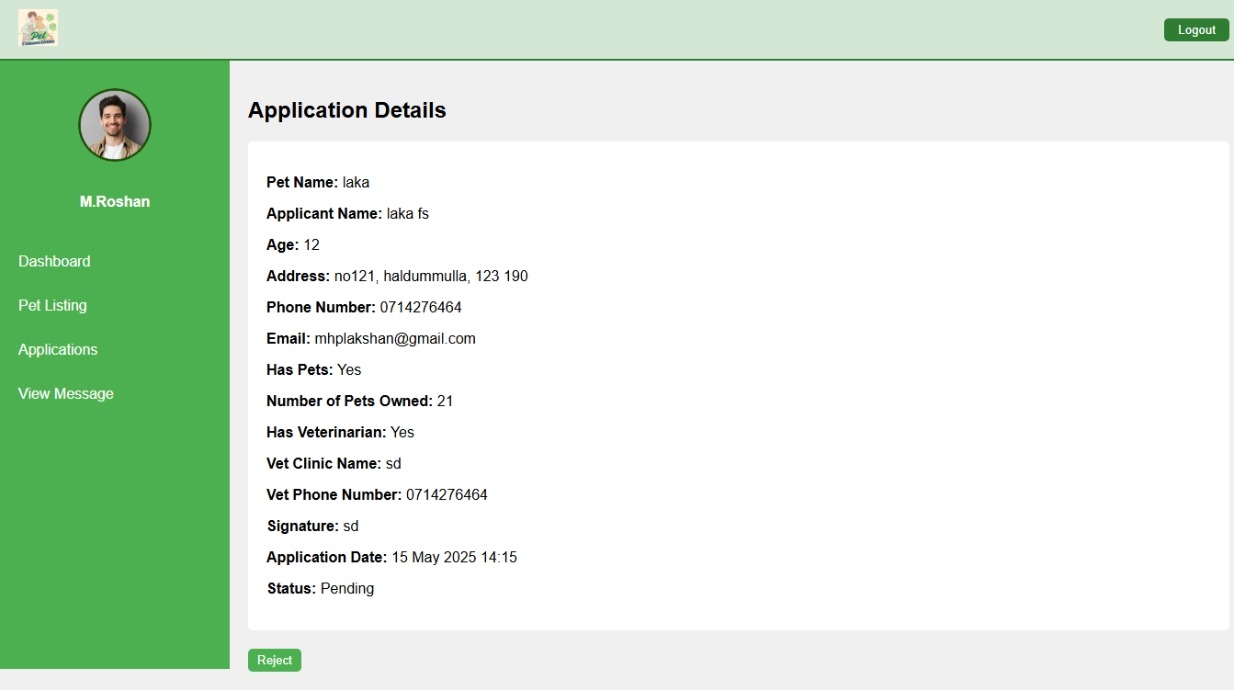 Pet
Logout
M.Roshan
Dashboard
Pet Listing
Applications
View Message
Application Details
Pet Name: laka
Applicant Name: laka fs
Age: 12
Address: no121, haldummulla, 123 190
Phone Number: 0714276464
Email: mhplakshan@gmail.com
Has Pets: Yes
Number of Pets Owned: 21
Has Veterinarian: Yes
Vet Clinic Name: sd
Vet Phone Number: 0714276464
Signature: sd
Application Date: 15 May 2025 14:15
Status: Pending
Reject